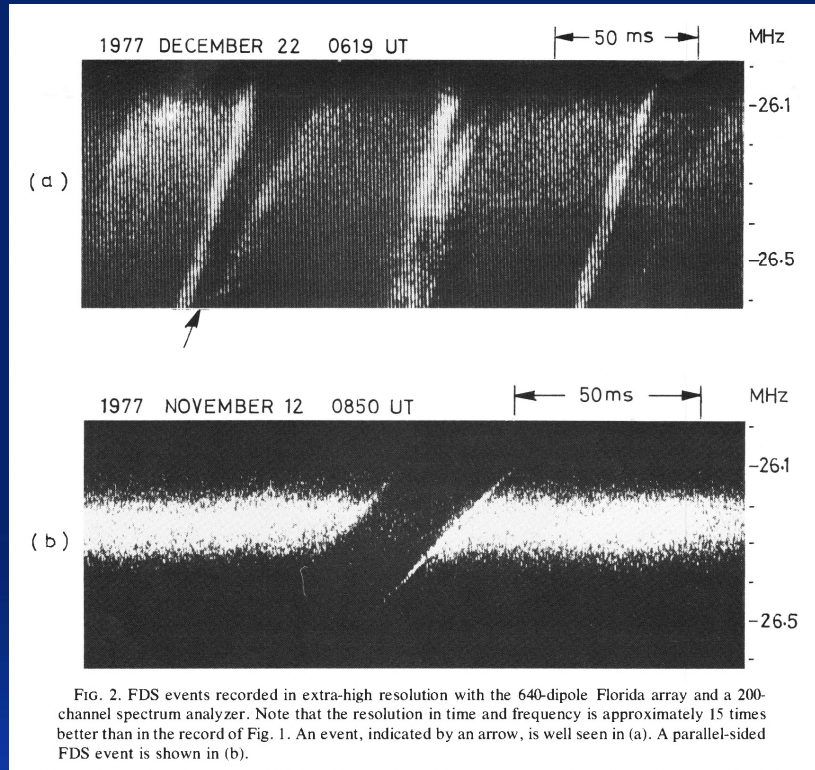 1977 DECEMBER 22 0619 UT
50 ms
MHz
-26.1
(a)
-26.5
1977 NOVEMBER 12 0850 UT
50ms
MHz
-26.1
(b)
-26.5
FIG. 2. FDS events recorded in extra-high resolution with the 640-dipole Florida array and a 200-
channel spectrum analyzer. Note that the resolution in time and frequency is approximately 15 times
better than in the record of Fig. 1. An event, indicated by an arrow, is well seen in (a). A parallel-sided
FDS event is shown in (b).